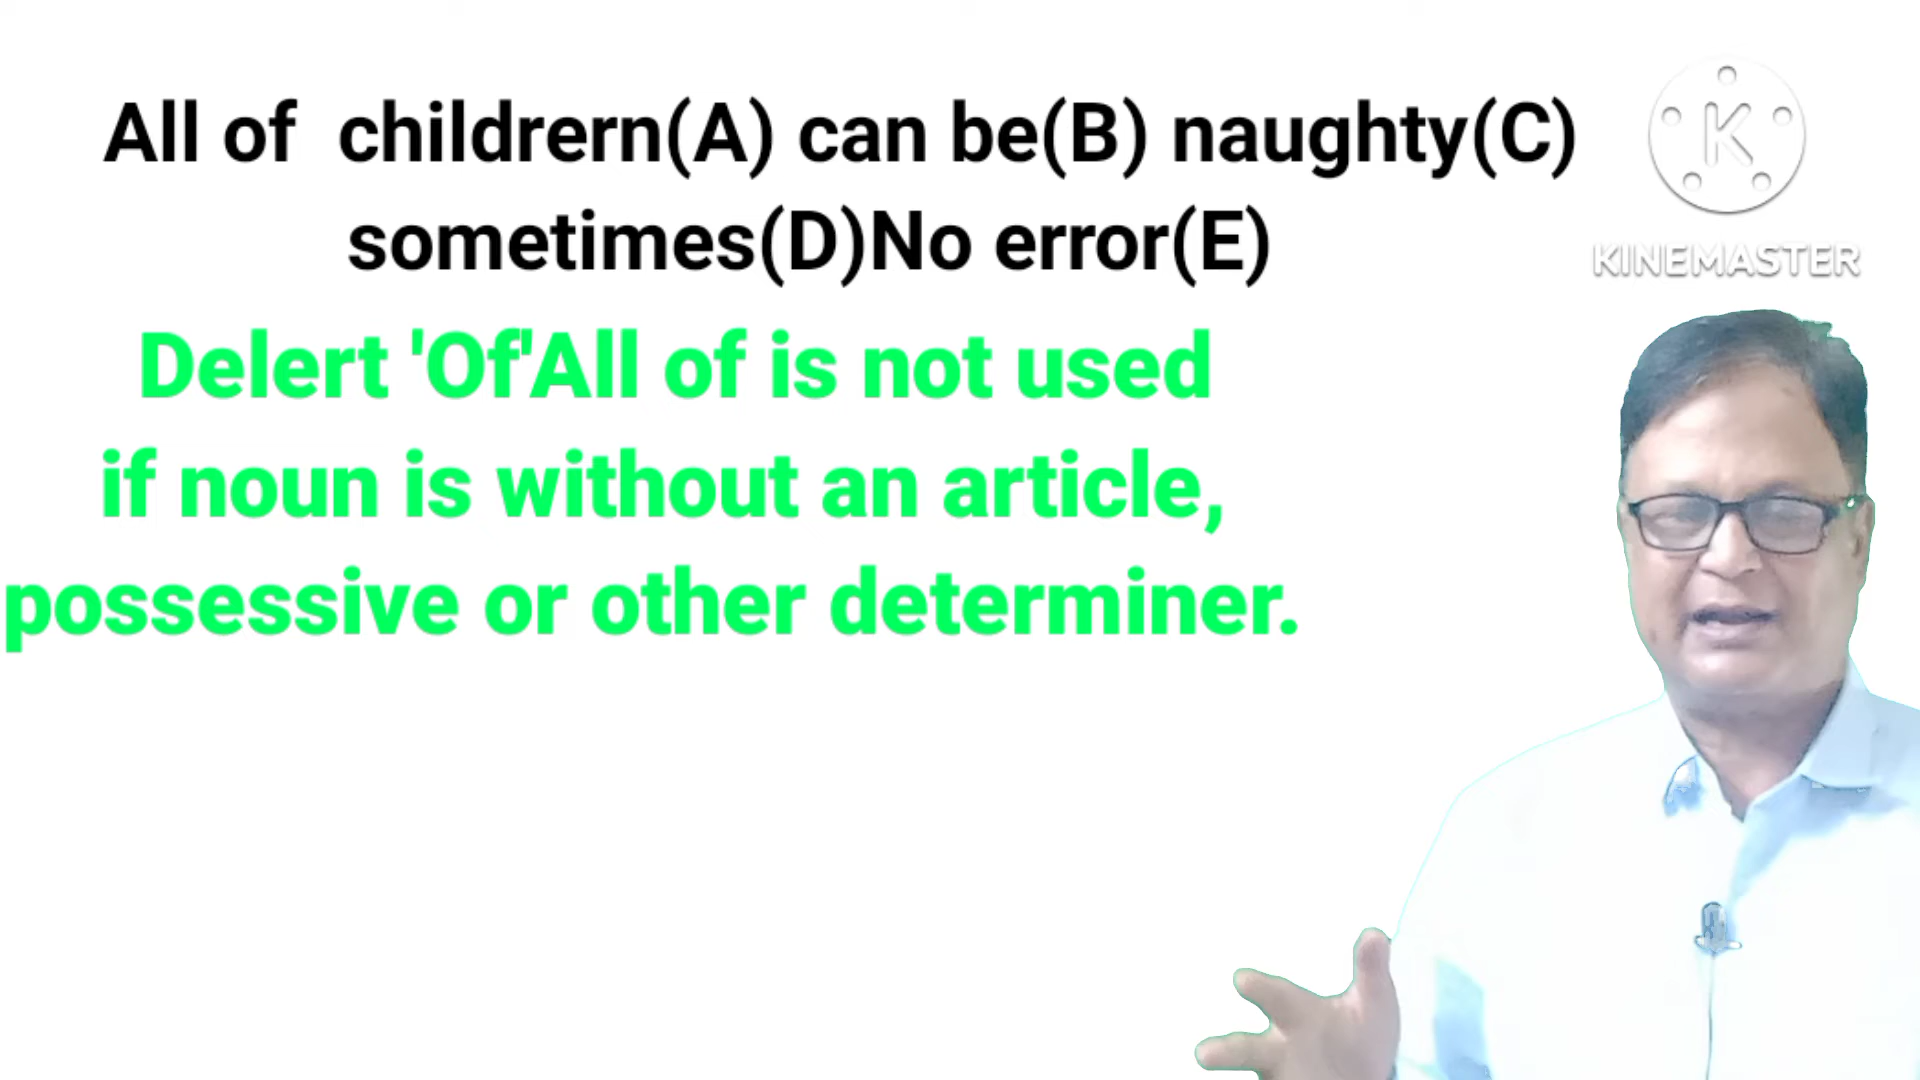 All of childrern(A) can be(B) naughty(C)
sometimes(D)No error(E)
Delert 'Of'All of is not used
if noun is without an article,
possessive or other determiner.
K
KINEMASTER